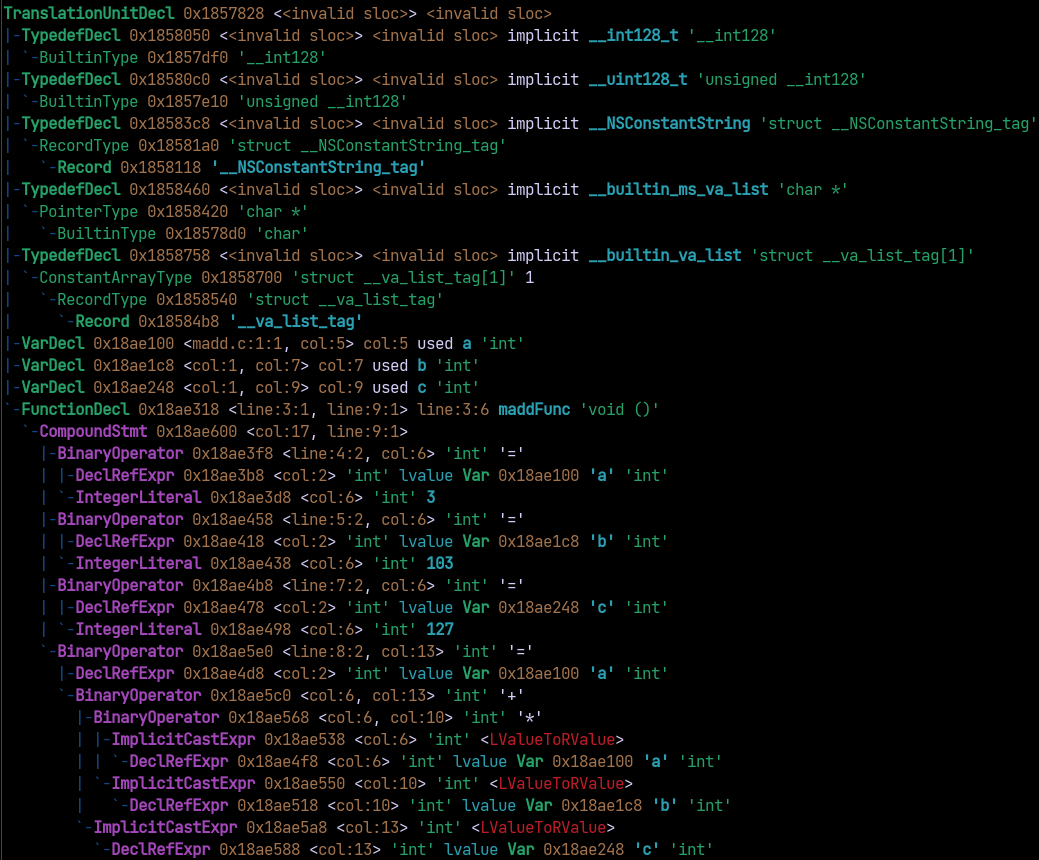 TranslationUnitDecl 0x1857828 <<invalid sloc>> <invalid sloc>
|-TypedefDecl 0x1858050 <<invalid sloc>> <invalid sloc> implicit __int128_t '__int128'
| `-BuiltinType 0x1857df0 '__int128'
|-TypedefDecl 0x18580c0 <<invalid sloc>> <invalid sloc> implicit __uint128_t 'unsigned __int128'
| `-BuiltinType 0x1857e10 'unsigned __int128'
|-TypedefDecl 0x18583c8 <<invalid sloc>> <invalid sloc> implicit __NSConstantString 'struct __NSConstantString_tag'
| `-RecordType 0x18581a0 'struct __NSConstantString_tag'
|   `-Record 0x1858118 '__NSConstantString_tag'
|-TypedefDecl 0x1858460 <<invalid sloc>> <invalid sloc> implicit __builtin_ms_va_list 'char *'
| `-PointerType 0x1858420 'char *'
|   `-BuiltinType 0x18578d0 'char'
|-TypedefDecl 0x1858758 <<invalid sloc>> <invalid sloc> implicit __builtin_va_list 'struct __va_list_tag[1]'
| `-ConstantArrayType 0x1858700 'struct __va_list_tag[1]' 1
|   `-RecordType 0x1858540 'struct __va_list_tag'
|     `-Record 0x18584b8 '__va_list_tag'
|-VarDecl 0x18ae100 <madd.c:1:1, col:5> col:5 used a 'int'
|-VarDecl 0x18ae1c8 <col:1, col:7> col:7 used b 'int'
|-VarDecl 0x18ae248 <col:1, col:9> col:9 used c 'int'
`-FunctionDecl 0x18ae318 <line:3:1, line:9:1> line:3:6 maddFunc 'void ()'
  `-CompoundStmt 0x18ae600 <col:17, line:9:1>
    |-BinaryOperator 0x18ae3f8 <line:4:2, col:6> 'int' '='
    | |-DeclRefExpr 0x18ae3b8 <col:2> 'int' lvalue Var 0x18ae100 'a' 'int'
    | `-IntegerLiteral 0x18ae3d8 <col:6> 'int' 3
    |-BinaryOperator 0x18ae458 <line:5:2, col:6> 'int' '='
    | |-DeclRefExpr 0x18ae418 <col:2> 'int' lvalue Var 0x18ae1c8 'b' 'int'
    | `-IntegerLiteral 0x18ae438 <col:6> 'int' 103
    |-BinaryOperator 0x18ae4b8 <line:7:2, col:6> 'int' '='
    | |-DeclRefExpr 0x18ae478 <col:2> 'int' lvalue Var 0x18ae248 'c' 'int'
    | `-IntegerLiteral 0x18ae498 <col:6> 'int' 127
    `-BinaryOperator 0x18ae5e0 <line:8:2, col:13> 'int' '='
      |-DeclRefExpr 0x18ae4d8 <col:2> 'int' lvalue Var 0x18ae100 'a' 'int'
      `-BinaryOperator 0x18ae5c0 <col:6, col:13> 'int' '+'
        |-BinaryOperator 0x18ae568 <col:6, col:10> 'int' '*'
        | |-ImplicitCastExpr 0x18ae538 <col:6> 'int' <LValueToRValue>
        | | `-DeclRefExpr 0x18ae4f8 <col:6> 'int' lvalue Var 0x18ae100 'a' 'int'
        | `-ImplicitCastExpr 0x18ae550 <col:10> 'int' <LValueToRValue>
        |   `-DeclRefExpr 0x18ae518 <col:10> 'int' lvalue Var 0x18ae1c8 'b' 'int'
        `-ImplicitCastExpr 0x18ae5a8 <col:13> 'int' <LValueToRValue>
          `-DeclRefExpr 0x18ae588 <col:13> 'int' lvalue Var 0x18ae248 'c' 'int'